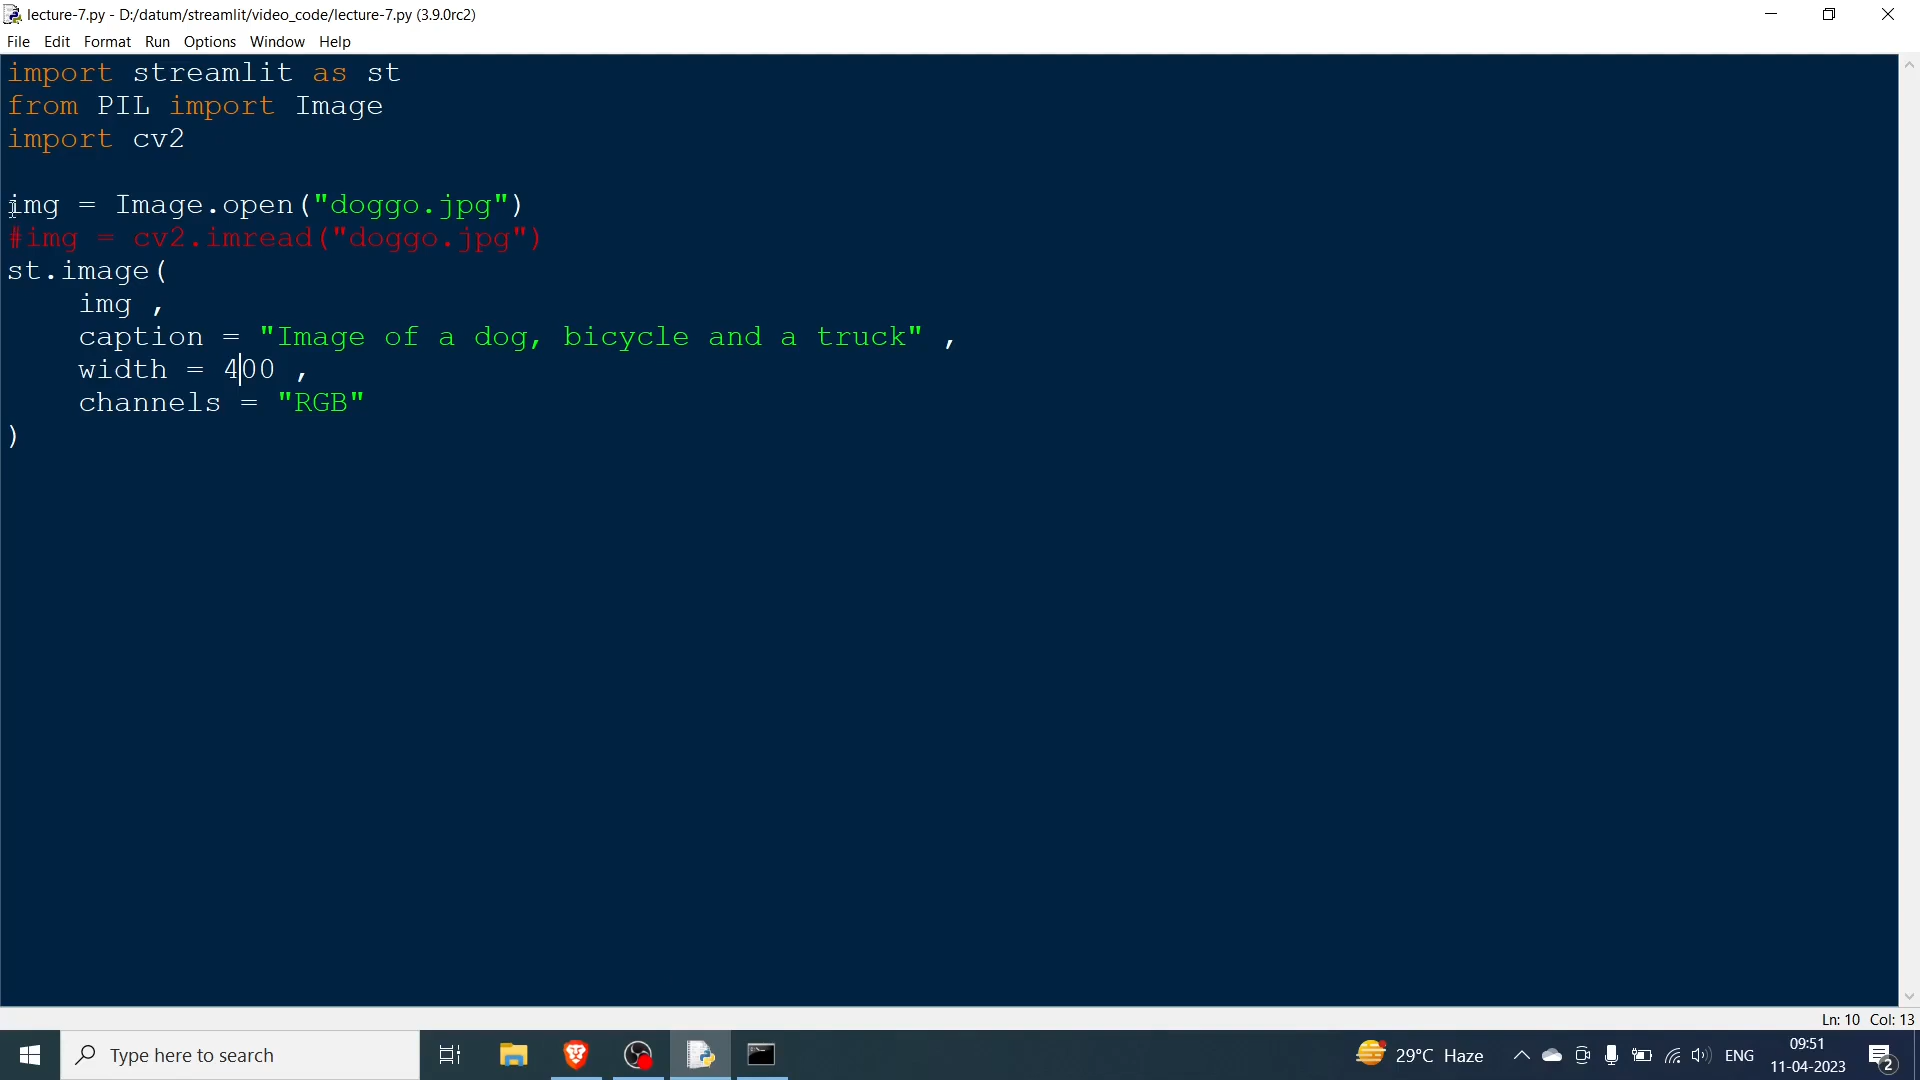 lecture-7.py - D:/datum/streamlit/video_code/lecture-7.py (3.9.0rc2)
File Edit Format Run Options Window Help
import streamlit as st
from PIL import Image
import cv2
img = Image.open("doggo.jpg")
#img = cv2.imread("doggo.jpg")
st.image(
    img ,
    caption = "Image of a dog, bicycle and a truck" ,
    width = 400 ,
    channels = "RGB"
)
Ln: 10 Col: 13
Type here to search
29°C Haze
ENG
09:51
11-04-2023
2